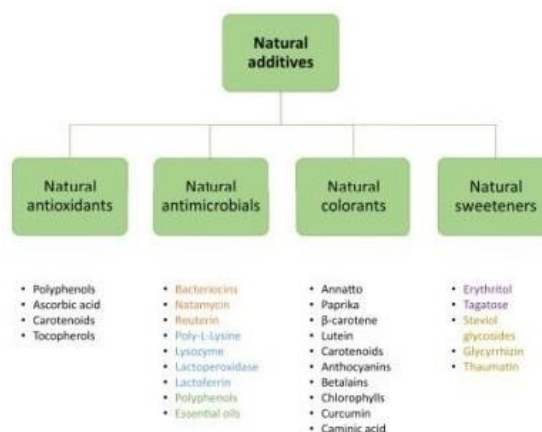 Natural
additives
Natural
antioxidants
Natural
antimicrobials
Natural
colorants
Natural
sweeteners
• Polyphenols
• Ascorbic acid
• Carotenoids
• Tocopherols
• Bacteriocins
• Natamycin
• Reuterin
• Poly-L-Lysine
• Lysozyme
• Lactoperoxidase
• Lactoferrin
• Polyphenols
• Essential oils
• Annatto
• Paprika
• β-carotene
• Lutein
• Carotenoids
• Anthocyanins
• Betalains
• Chlorophylls
• Curcumin
• Caminic acid
• Erythritol
• Tagatose
• Steviol
glycosides
• Glycyrrhizin
• Thaumatin